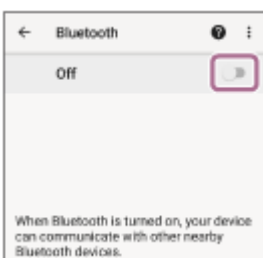 Bluetooth
Off
When Bluetooth is turned on, your device
can communicate with other nearby
Bluetooth devices.